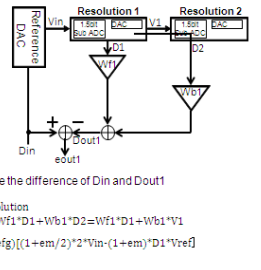 Resolution 1
Resolution 2
Reference DAC
Vin
1.5bit Sub ADC
DAC
V1
1.5bit Sub ADC
DAC
D1
D2
Wf1
Wb1
+
−
Dout1
Din
eout1
e the difference of Din and Dout1
lution
Wf1*D1+Wb1*D2=Wf1*D1+Wb1*V1
efg)[(1+em/2)*2*Vin-(1+em)*D1*Vref]